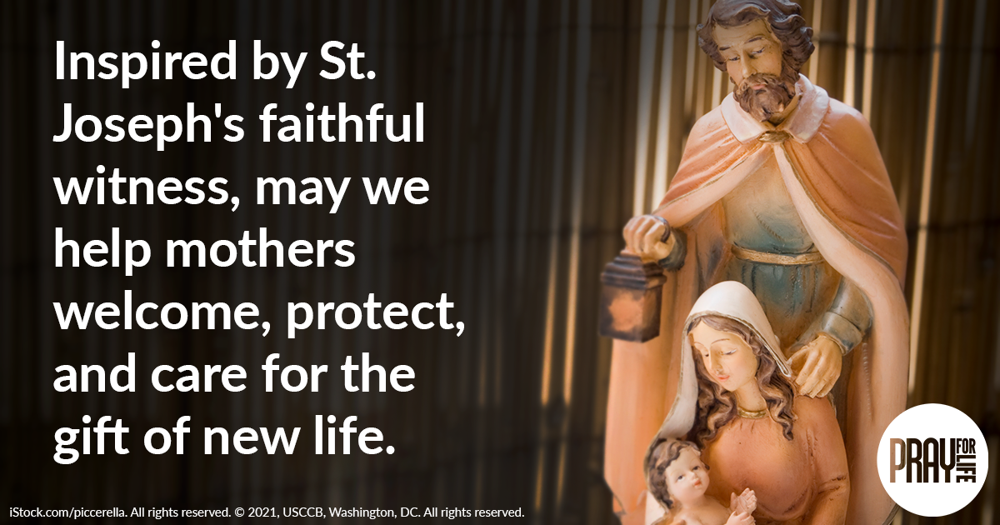 Inspired by St.
Joseph's faithful
witness, may we
help mothers
welcome, protect,
and care for the
gift of new life.
PRAY FOR LIFE
iStock.com/piccerella. All rights reserved. © 2021, USCCB, Washington, DC. All rights reserved.